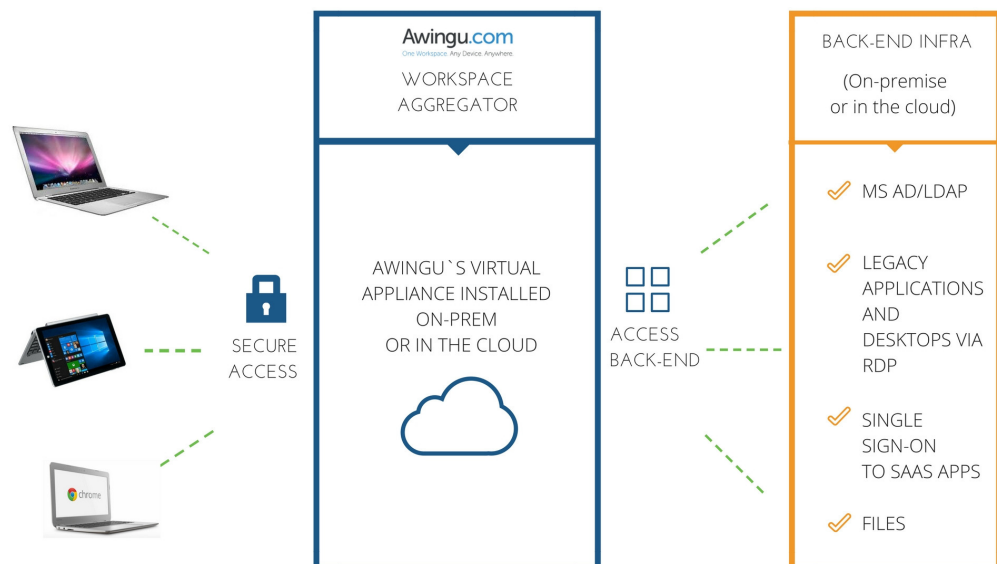 Awingu.com
One Workspace. Any Device. Anywhere.
WORKSPACE
AGGREGATOR
BACK-END INFRA
(On-premise
or in the cloud)
chrome
SECURE
ACCESS
AWINGU`S VIRTUAL
APPLIANCE INSTALLED
ON-PREM
OR IN THE CLOUD
ACCESS
BACK-END
MS AD/LDAP
LEGACY
APPLICATIONS
AND
DESKTOPS VIA
RDP
SINGLE
SIGN-ON
TO SAAS APPS
FILES